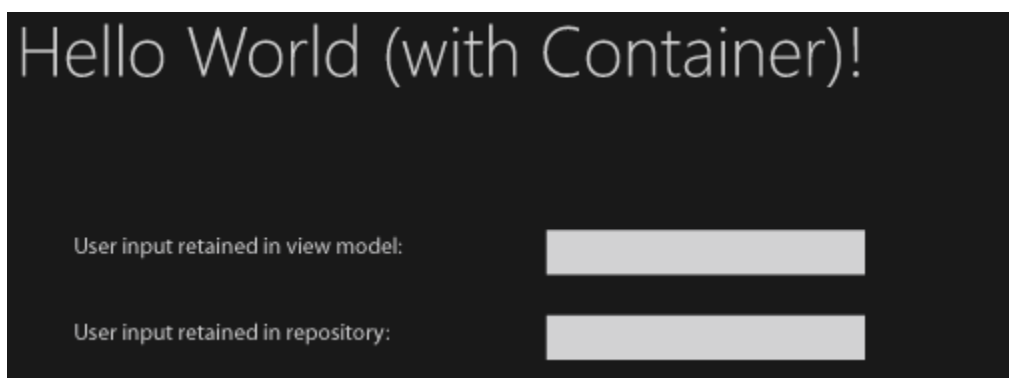 Hello World (with Container)!
User input retained in view model:
User input retained in repository: